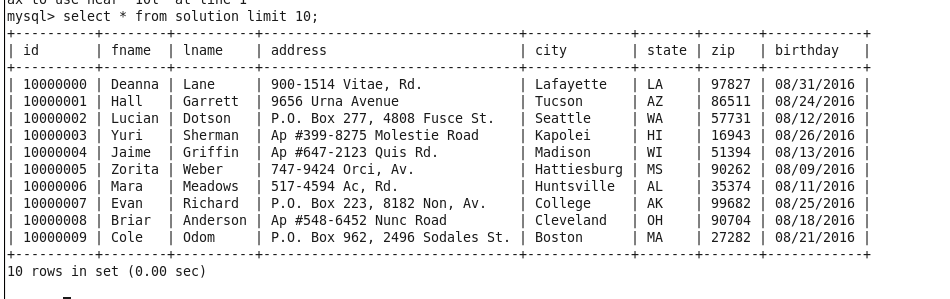 mysql> select * from solution limit 10;
+----------+--------+----------+-------------------------------+-------------+-------+-------+------------+
| id       | fname  | lname    | address                       | city        | state | zip   | birthday   |
+----------+--------+----------+-------------------------------+-------------+-------+-------+------------+
| 10000000 | Deanna | Lane     | 900-1514 Vitae, Rd.           | Lafayette   | LA    | 97827 | 08/31/2016 |
| 10000001 | Hall   | Garrett  | 9656 Urna Avenue              | Tucson      | AZ    | 86511 | 08/24/2016 |
| 10000002 | Lucian | Dotson   | P.O. Box 277, 4808 Fusce St.  | Seattle     | WA    | 57731 | 08/12/2016 |
| 10000003 | Yuri   | Sherman  | Ap #399-8275 Molestie Road    | Kapolei     | HI    | 16943 | 08/26/2016 |
| 10000004 | Jaime  | Griffin  | Ap #647-2123 Quis Rd.         | Madison     | WI    | 51394 | 08/13/2016 |
| 10000005 | Zorita | Weber    | 747-9424 Orci, Av.            | Hattiesburg | MS    | 90262 | 08/09/2016 |
| 10000006 | Mara   | Meadows  | 517-4594 Ac, Rd.              | Huntsville  | AL    | 35374 | 08/11/2016 |
| 10000007 | Evan   | Richard  | P.O. Box 223, 8182 Non, Av.   | College     | AK    | 99682 | 08/25/2016 |
| 10000008 | Briar  | Anderson | Ap #548-6452 Nunc Road        | Cleveland   | OH    | 90704 | 08/18/2016 |
| 10000009 | Cole   | Odom     | P.O. Box 962, 2496 Sodales St. | Boston      | MA    | 27282 | 08/21/2016 |
+----------+--------+----------+-------------------------------+-------------+-------+-------+------------+
10 rows in set (0.00 sec)